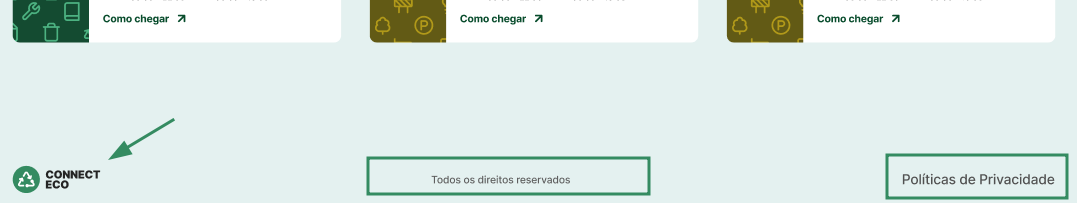 Como chegar
Como chegar
Como chegar
P
P
CONNECT
ECO
Todos os direitos reservados
Políticas de Privacidade